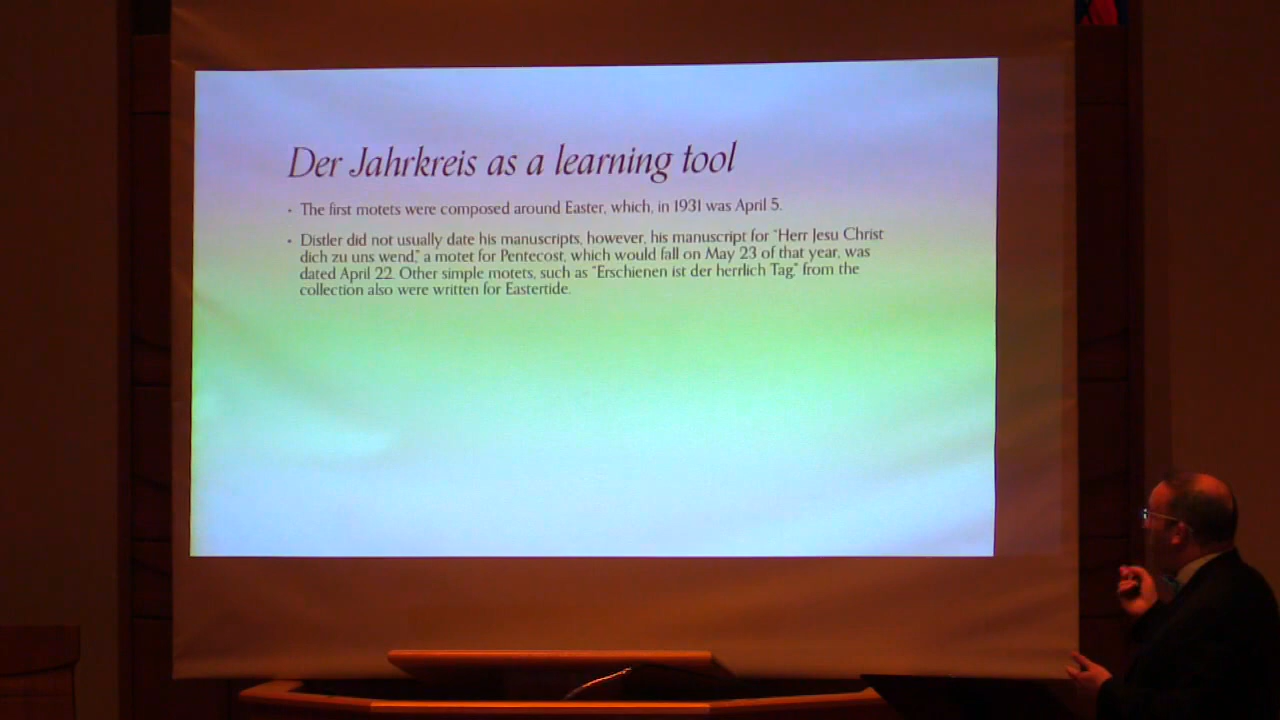 Der Jahrkreis as a learning tool
• The first motets were composed around Easter, which, in 1931 was April 5.
• Distler did not usually date his manuscripts, however, his manuscript for "Herr Jesu Christ
dich zu uns wend," a motet for Pentecost, which would fall on May 23 of that year, was
dated April 22. Other simple motets, such as "Erschienen ist der herrlich Tag" from the
collection also were written for Eastertide.